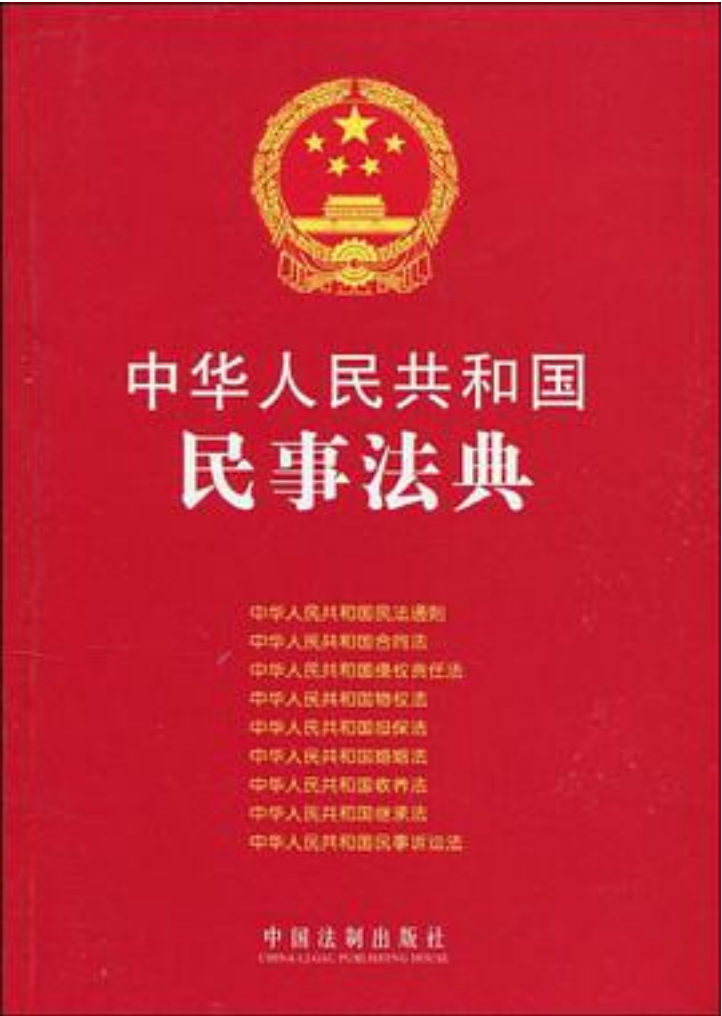 中华人民共和国
民事法典
中华人民共和国民法通则
中华人民共和国合同法
中华人民共和国侵权责任法
中华人民共和国物权法
中华人民共和国担保法
中华人民共和国婚姻法
中华人民共和国收养法
中华人民共和国继承法
中华人民共和国民事诉讼法
中国法制出版社
CHINA LEGAL PUBLISHING HOUSE